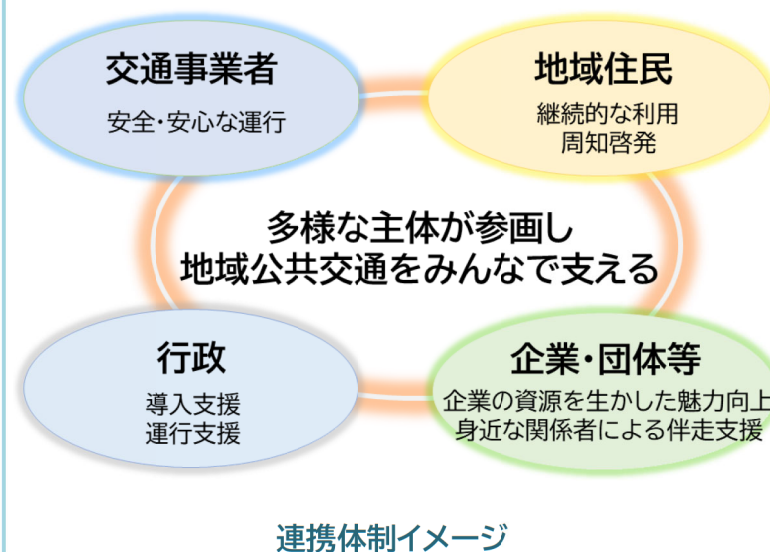 交通事業者
安全・安心な運行
地域住民
継続的な利用
周知啓発
多様な主体が参画し
地域公共交通をみんなで支える
行政
導入支援
運行支援
企業・団体等
企業の資源を生かした魅力向上
身近な関係者による伴走支援
連携体制イメージ